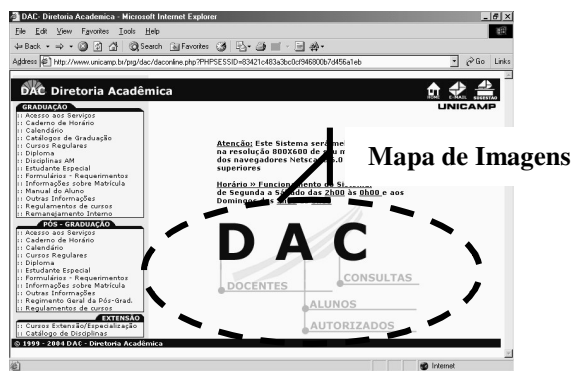 DAC- Diretoria Academica - Microsoft Internet Explorer
File Edit View Favorites Tools Help
Back Search Favorites
Address http://www.unicamp.br/prg/dac/daconline.php?PHPSESSID=83421c483a3bc0cf946800b7d456a1eb Go Links
DAC Diretoria Acadêmica
HOME E-MAIL SUGESTÃO
UNICAMP
GRADUAÇÃO
:: Acesso aos Serviços
:: Caderno de Horário
:: Calendário
:: Catálogos de Graduação
:: Cursos Regulares
:: Diploma
:: Disciplinas AM
:: Estudante Especial
:: Formulários - Requerimentos
:: Informações sobre Matrícula
:: Manual do Aluno
:: Outras Informações
:: Regulamentos de cursos
:: Remanejamento Interno
PÓS - GRADUAÇÃO
:: Acesso aos Serviços
:: Caderno de Horário
:: Calendário
:: Cursos Regulares
:: Diploma
:: Estudante Especial
:: Formulários - Requerimentos
:: Informações sobre Matrícula
:: Outras Informações
:: Regimento Geral da Pós-Grad.
:: Regulamentos de cursos
EXTENSÃO
:: Cursos Extensão/Especialização
:: Catálogo de Disciplinas
Atenção: Este Sistema será
na resolução 800X600 de
dos navegadores Netscape
superiores
Horário » Funcionamento do
de Segunda a Sábado das 2h00 às 0h00 e aos
Domingos das
Mapa de Imagens
DAC
DOCENTES
CONSULTAS
ALUNOS
AUTORIZADOS
© 1999 - 2004 DAC - Diretoria Acadêmica
Internet